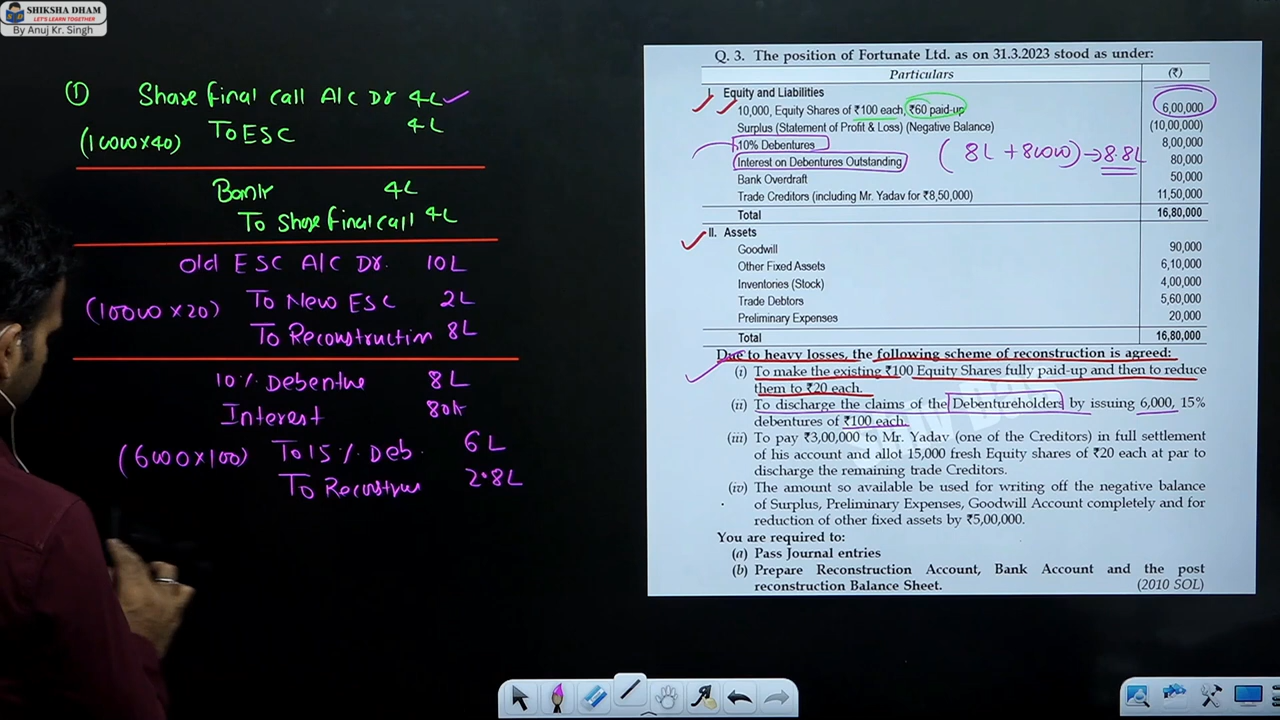 SHIKSHA DHAM
LET'S LEARN TOGETHER
By Anuj Kr. Singh
① Share final call A/c Dr 4L ✓
(10000x40) To ESC 4L
Bank 4L
To Share final call 4L
Old ESC A/c Dr. 10L
(10000 x 20) To New ESC 2L
To Reconstruction 8L
10% Debentue 8L
Interest 80k
(6000x100) To 15% Deb. 6L
To Reconstrus 2.8L
Q. 3. The position of Fortunate Ltd. as on 31.3.2023 stood as under:
Particulars (₹)
I. Equity and Liabilities
10,000, Equity Shares of ₹100 each, ₹60 paid-up 6,00,000
Surplus (Statement of Profit & Loss) (Negative Balance) (10,00,000)
10% Debentures 8,00,000
(8L + 80000) → 8.8L
Interest on Debentures Outstanding 80,000
Bank Overdraft 50,000
Trade Creditors (including Mr. Yadav for ₹8,50,000) 11,50,000
Total 16,80,000
II. Assets
Goodwill 90,000
Other Fixed Assets 6,10,000
Inventories (Stock) 4,00,000
Trade Debtors 5,60,000
Preliminary Expenses 20,000
Total 16,80,000
Due to heavy losses, the following scheme of reconstruction is agreed:
(i) To make the existing ₹100 Equity Shares fully paid-up and then to reduce
them to ₹20 each.
(ii) To discharge the claims of the Debentureholders by issuing 6,000, 15%
debentures of ₹100 each.
(iii) To pay ₹3,00,000 to Mr. Yadav (one of the Creditors) in full settlement
of his account and allot 15,000 fresh Equity shares of ₹20 each at par to
discharge the remaining trade Creditors.
(iv) The amount so available be used for writing off the negative balance
of Surplus, Preliminary Expenses, Goodwill Account completely and for
reduction of other fixed assets by ₹5,00,000.
You are required to:
(a) Pass Journal entries
(b) Prepare Reconstruction Account, Bank Account and the post
reconstruction Balance Sheet. (2010 SOL)